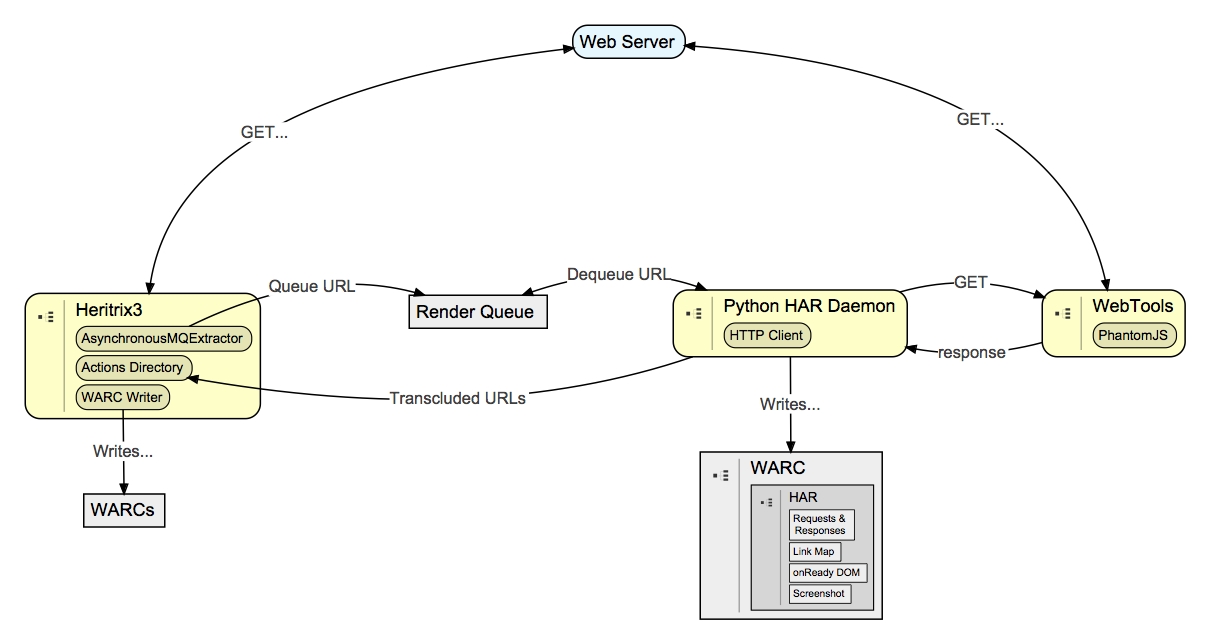 Web Server
GET...
GET...
Heritrix3
AsynchronousMQExtractor
Actions Directory
WARC Writer
Queue URL
Render Queue
Dequeue URL
Python HAR Daemon
HTTP Client
GET
WebTools
PhantomJS
response
Transcluded URLs
Writes...
WARCs
Writes...
WARC
HAR
Requests &
Responses
Link Map
onReady DOM
Screenshot